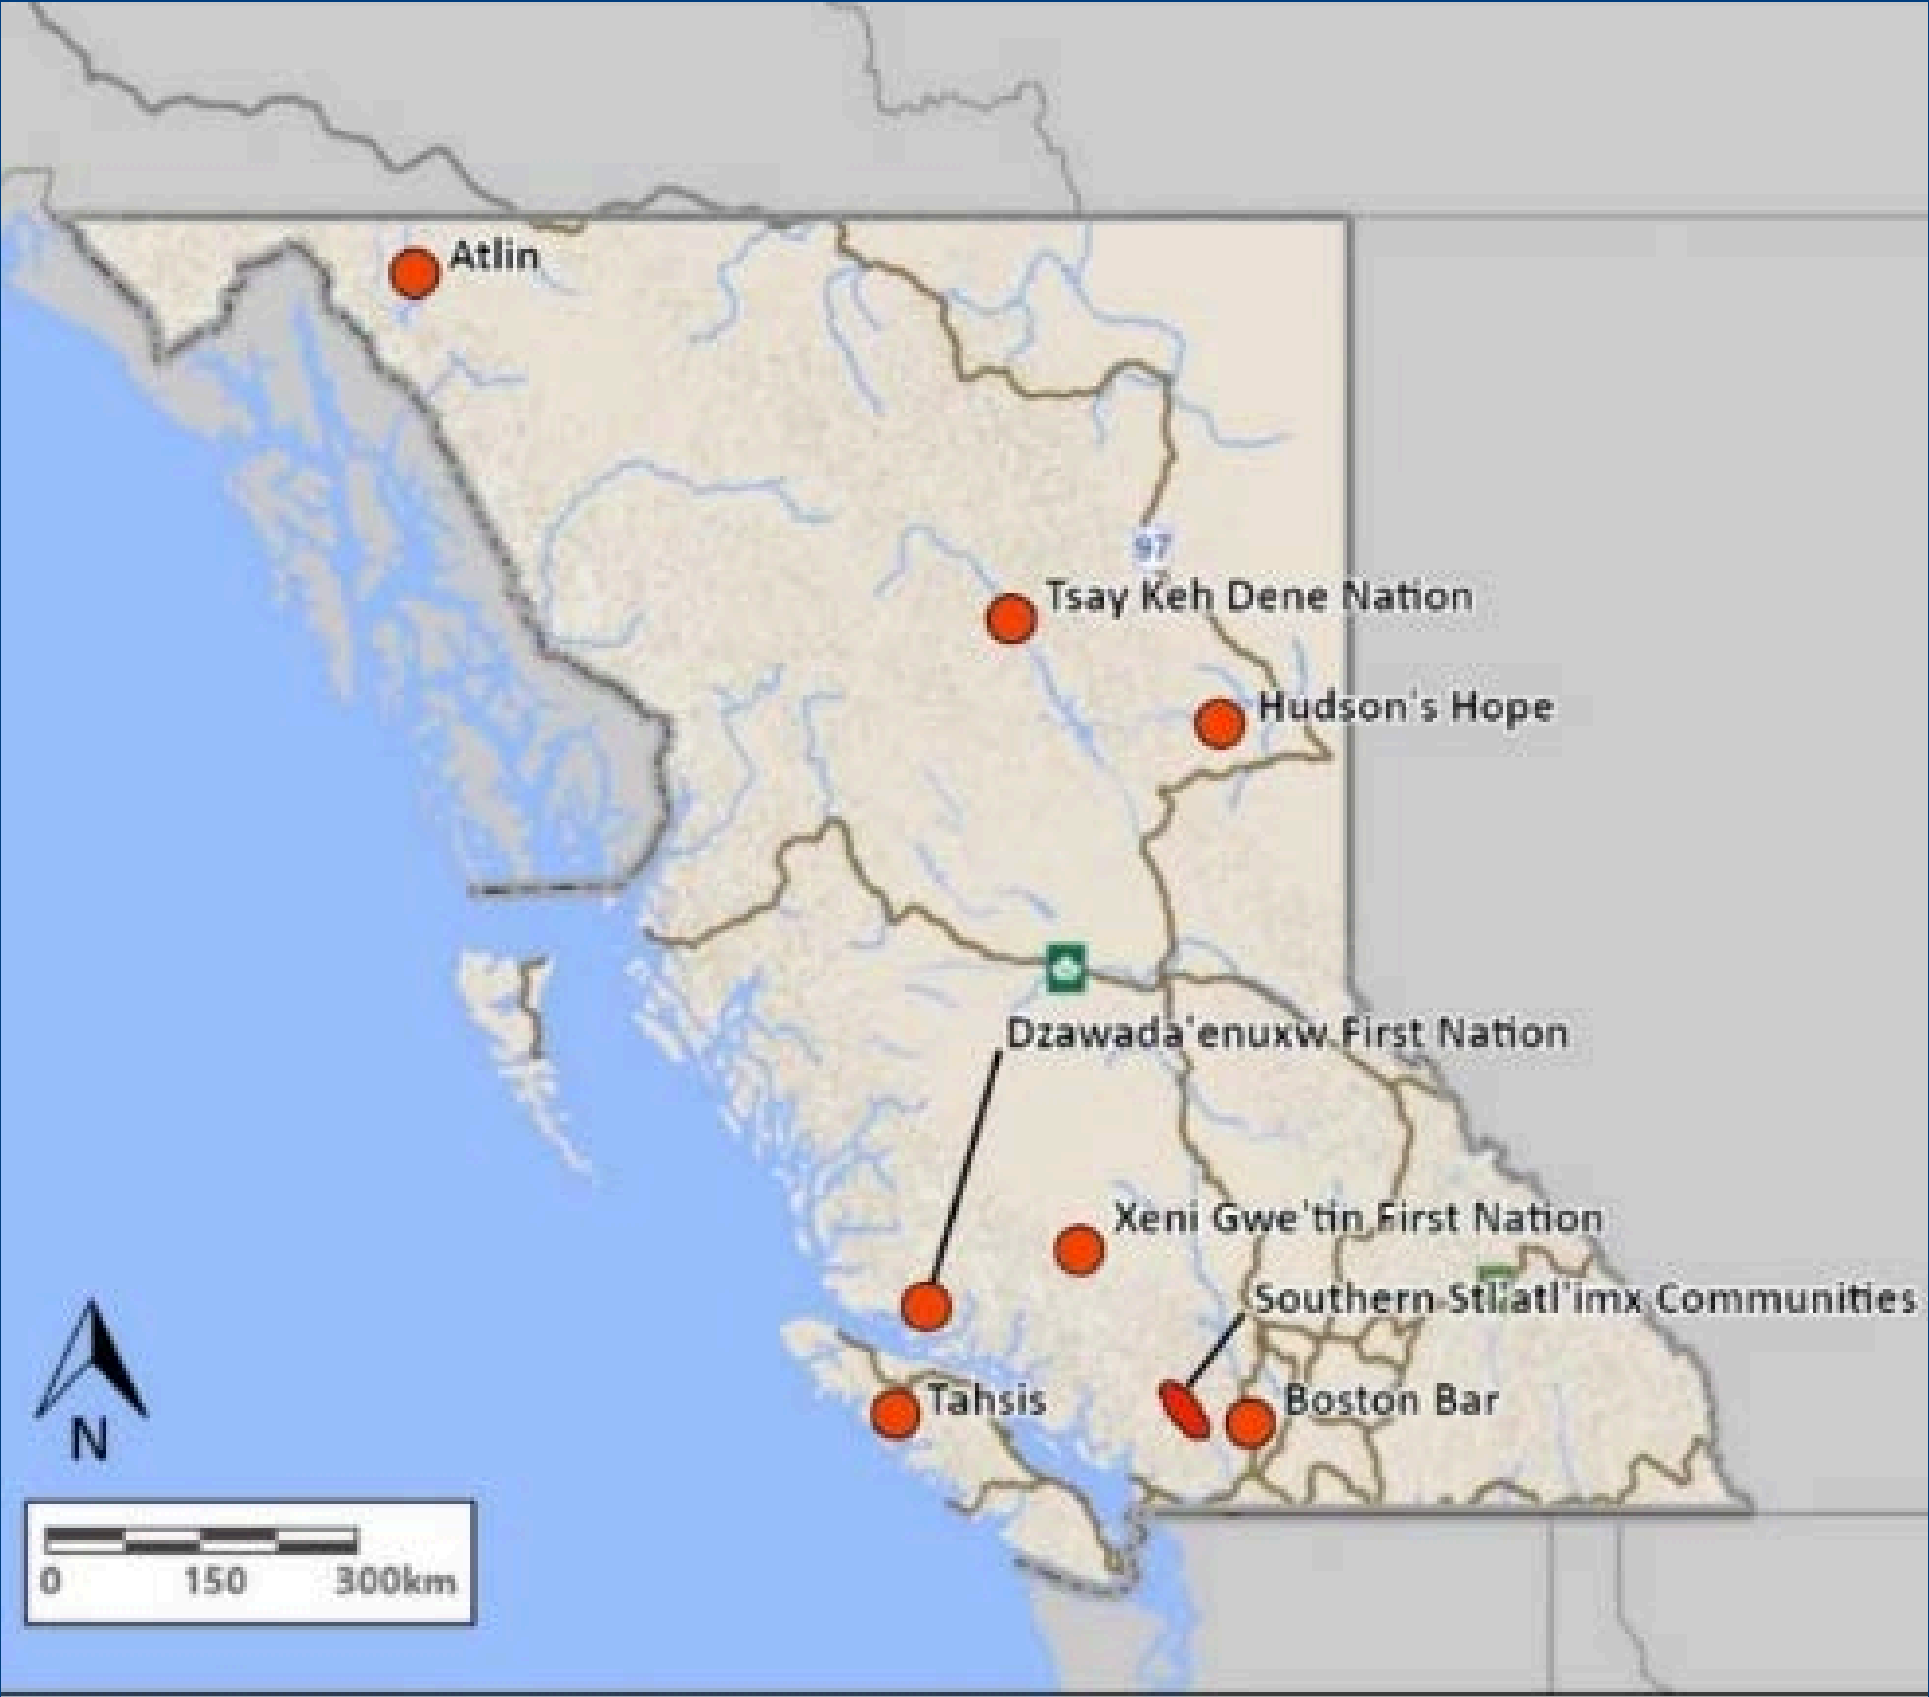 Atlin
97
Tsay Keh Dene Nation
Hudson's Hope
Dzawada'enuxw First Nation
Xeni Gwe'tin First Nation
Southern Stl'atl'imx Communities
Tahsis
Boston Bar
N
0 150 300km